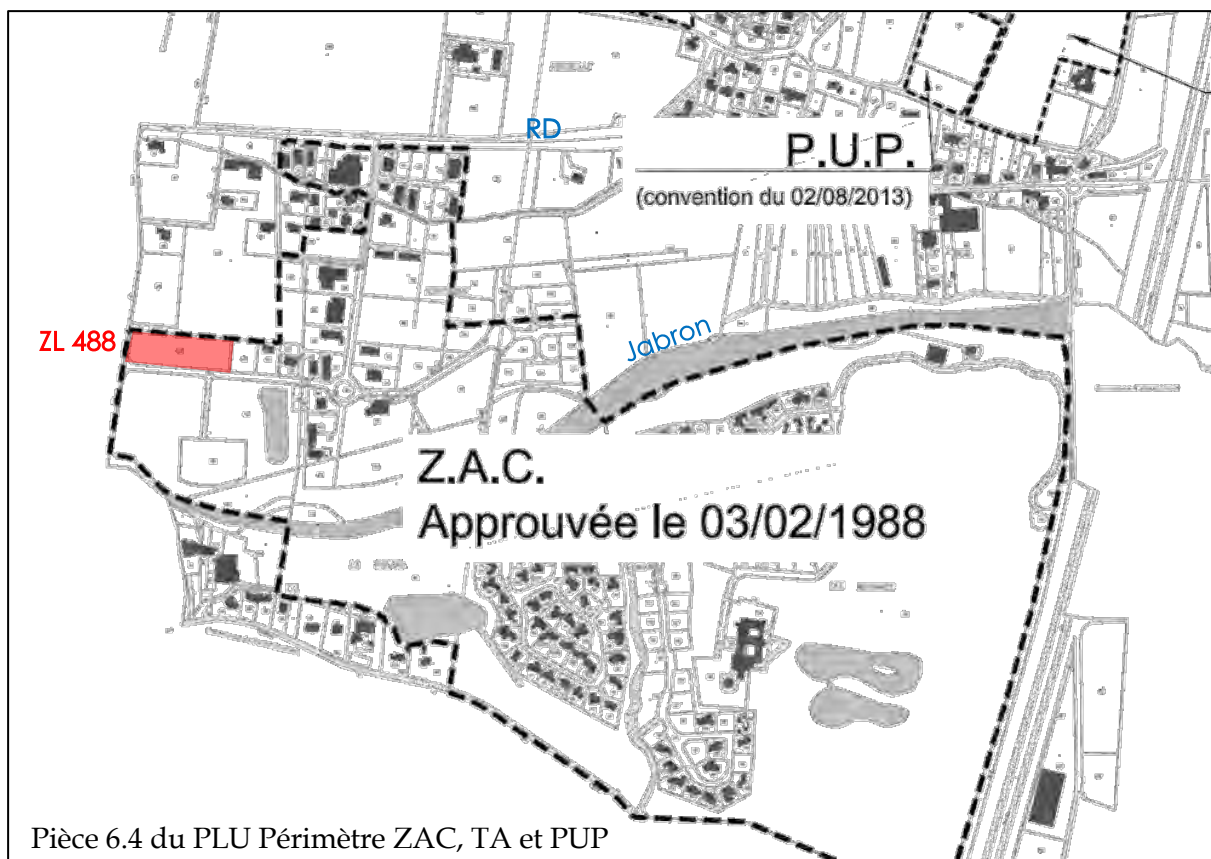 RD
P.U.P.
(convention du 02/08/2013)
ZL 488
Jabron
Z.A.C.
Approuvée le 03/02/1988
Pièce 6.4 du PLU Périmètre ZAC, TA et PUP